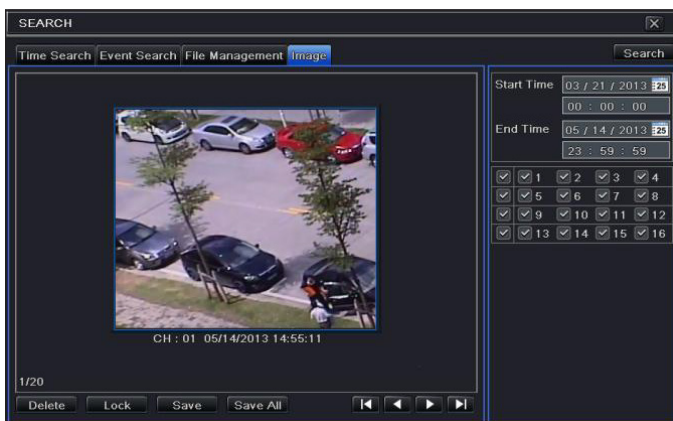 SEARCH
Time Search Event Search File Management Image Search
Start Time 03 / 21 / 2013 25
00 : 00 : 00
End Time 05 / 14 / 2013 25
23 : 59 : 59
1 2 3 4
5 6 7 8
9 10 11 12
13 14 15 16
CH : 01 05/14/2013 14:55:11
1/20
Delete Lock Save Save All